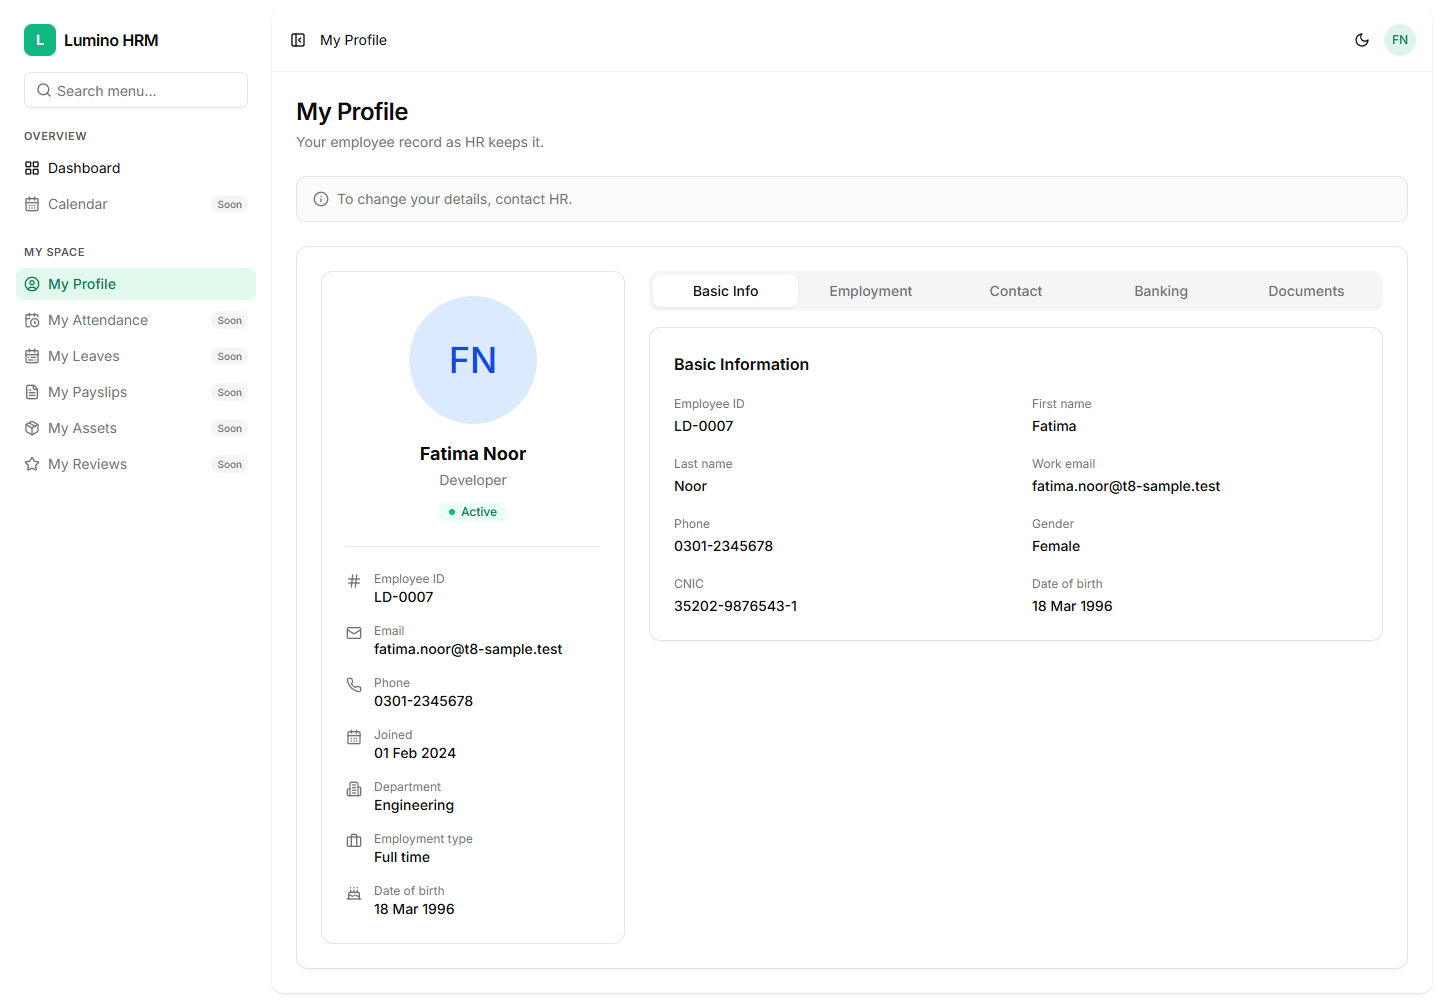 L Lumino HRM
Search menu...
OVERVIEW
Dashboard
Calendar Soon
MY SPACE
My Profile
My Attendance Soon
My Leaves Soon
My Payslips Soon
My Assets Soon
My Reviews Soon
My Profile
FN
My Profile
Your employee record as HR keeps it.
To change your details, contact HR.
FN
Fatima Noor
Developer
Active
Employee ID
LD-0007
Email
fatima.noor@t8-sample.test
Phone
0301-2345678
Joined
01 Feb 2024
Department
Engineering
Employment type
Full time
Date of birth
18 Mar 1996
Basic Info Employment Contact Banking Documents
Basic Information
Employee ID First name
LD-0007 Fatima
Last name Work email
Noor fatima.noor@t8-sample.test
Phone Gender
0301-2345678 Female
CNIC Date of birth
35202-9876543-1 18 Mar 1996